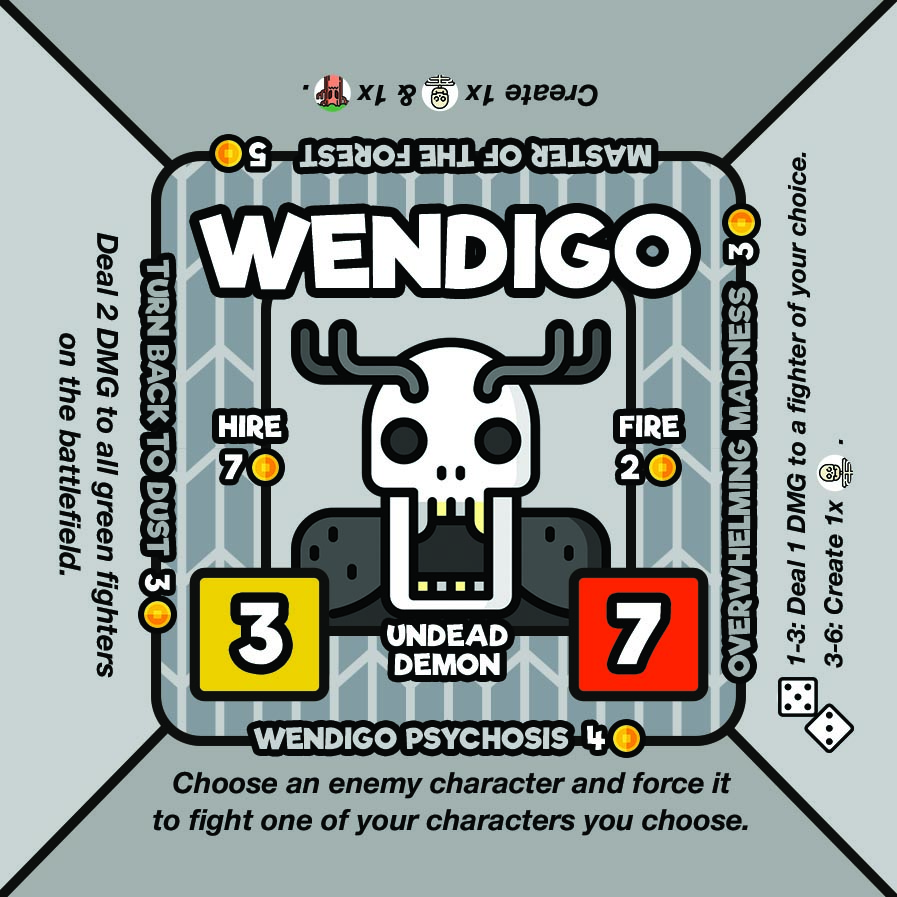 Create 1x & 1x .
MASTER OF THE FOREST 5
WENDIGO
HIRE
7
FIRE
2
3
7
UNDEAD
DEMON
TURN BACK TO DUST 3
Deal 2 DMG to all green fighters
on the battlefield.
OVERWHELMING MADNESS 3
1-3: Deal 1 DMG to a fighter of your choice.
3-6: Create 1x .
WENDIGO PSYCHOSIS 4
Choose an enemy character and force it
to fight one of your characters you choose.